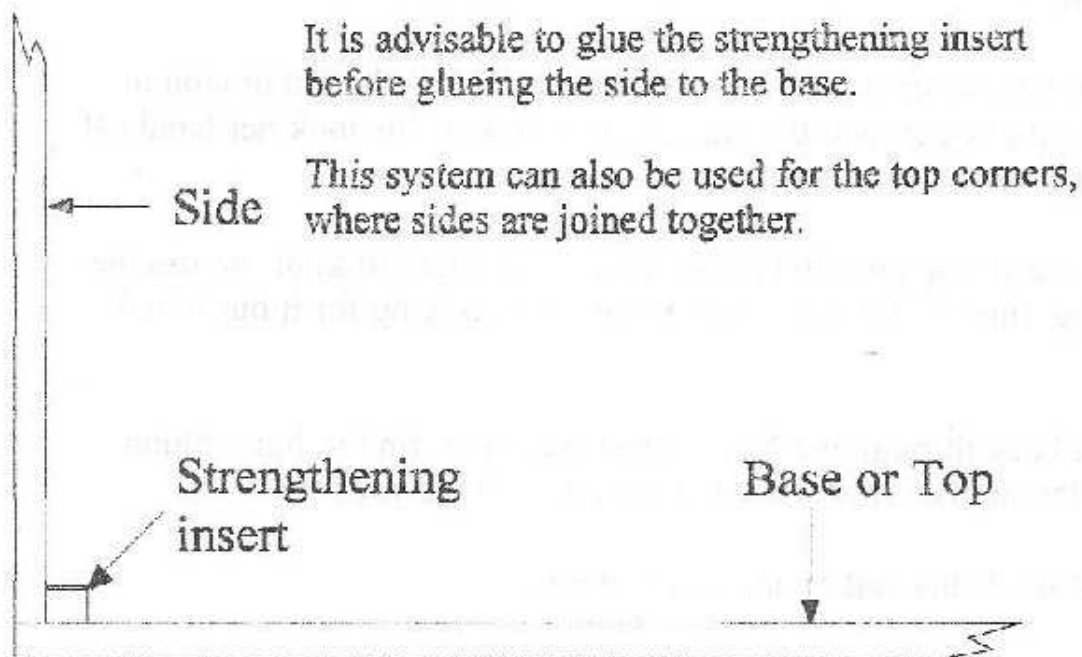 It is advisable to glue the strengthening insert
before glueing the side to the base.
This system can also be used for the top corners,
where sides are joined together.
Side
Strengthening
insert
Base or Top